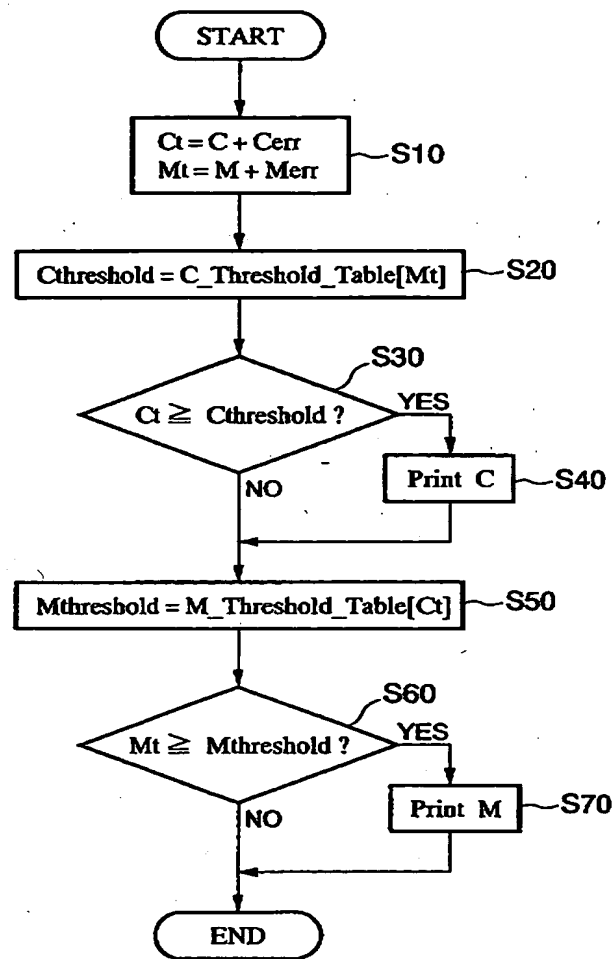 START
Ct = C + Cerr
Mt = M + Merr
S10
Cthreshold = C_Threshold_Table[Mt]
S20
S30
Ct ≧ Cthreshold ?
YES
NO
Print C
S40
Mthreshold = M_Threshold_Table[Ct]
S50
S60
Mt ≧ Mthreshold ?
YES
NO
Print M
S70
END